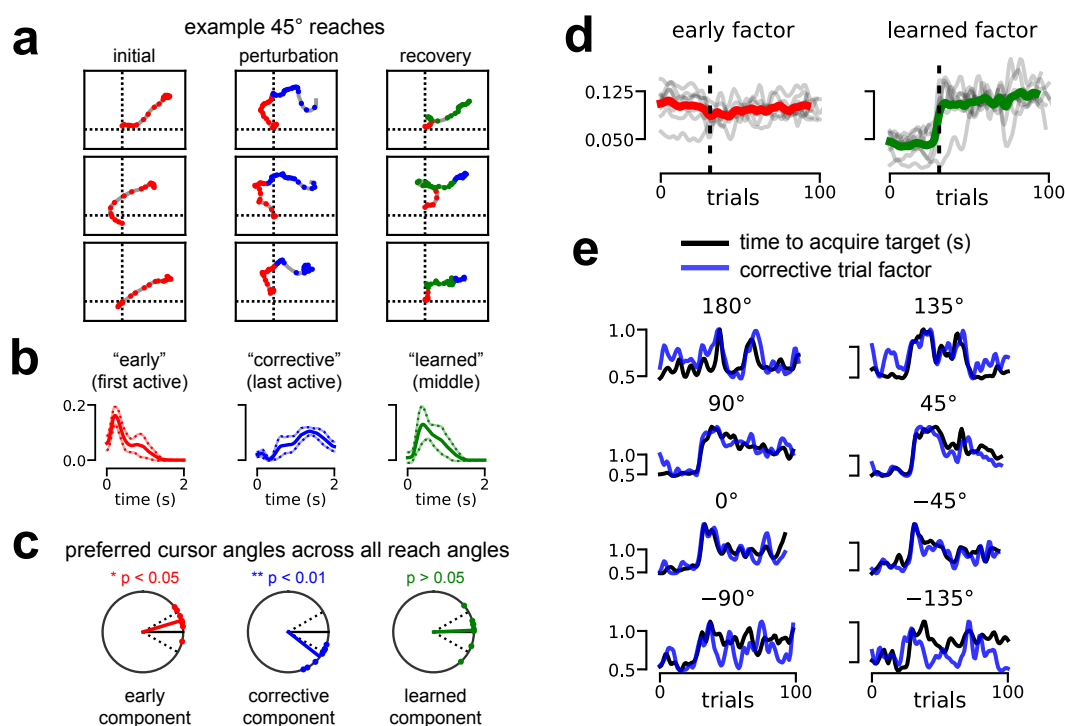 a
example 45° reaches
initial
perturbation
recovery
b
“early”
(first active)
“corrective”
(last active)
“learned”
(middle)
0.2
0.0
0
2
time (s)
0
2
time (s)
0
2
time (s)
c
preferred cursor angles across all reach angles
* p < 0.05
** p < 0.01
p > 0.05
early
component
corrective
component
learned
component
d
early factor
learned factor
0.125
0.050
0
100
trials
0
100
trials
e
time to acquire target (s)
corrective trial factor
180°
135°
1.0
0.5
90°
45°
1.0
0.5
0°
−45°
1.0
0.5
−90°
−135°
1.0
0.5
0
100
trials
0
100
trials